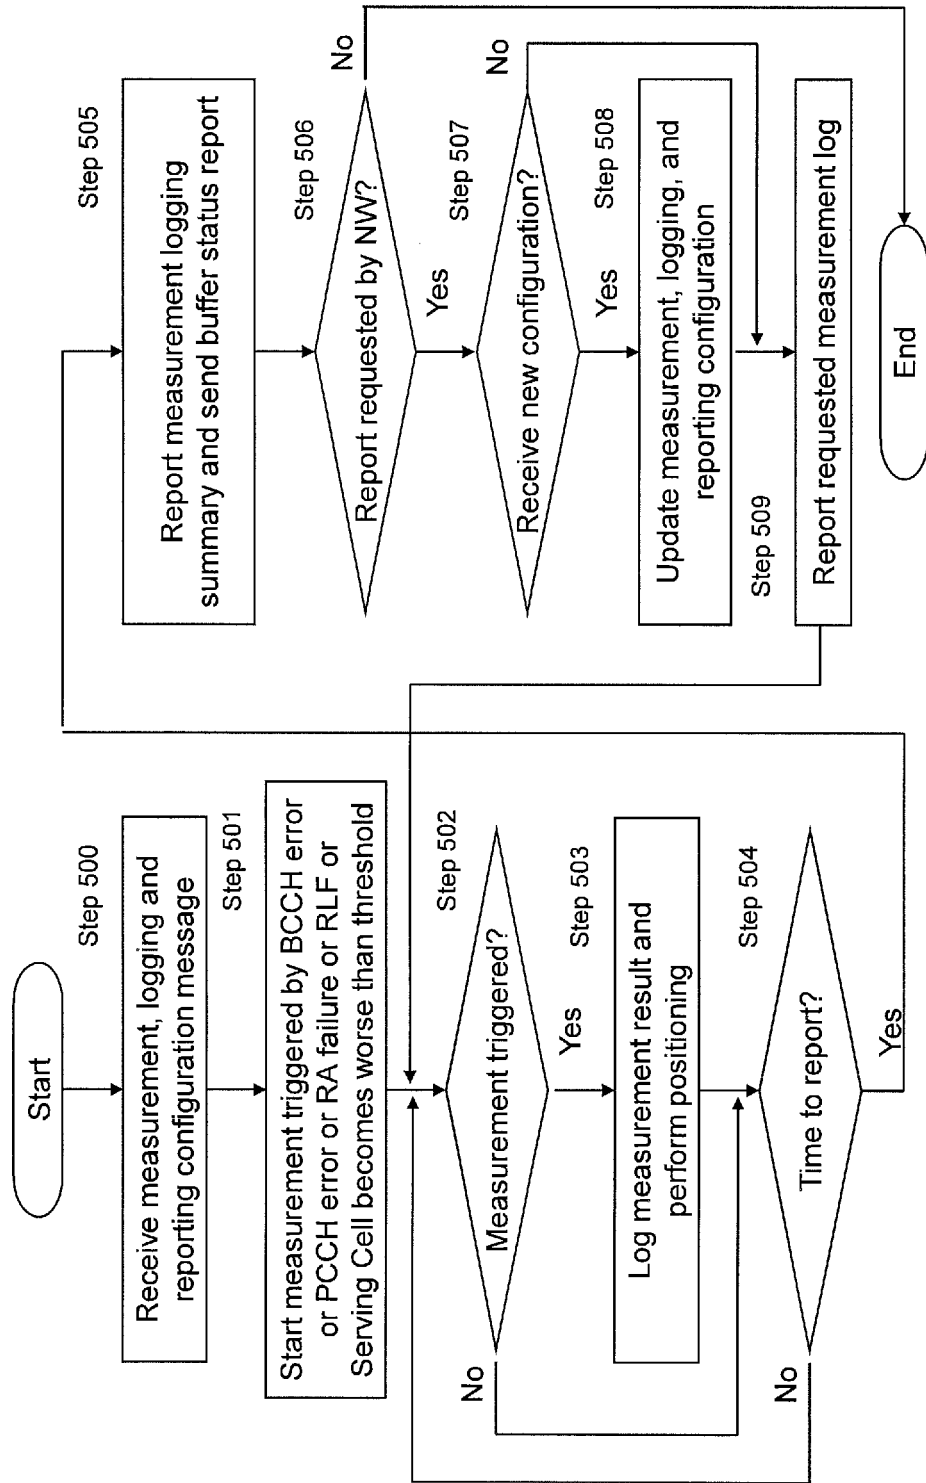 Start
Step 500
Receive measurement, logging and
reporting configuration message
Step 501
Start measurement triggered by BCCH error
or PCCH error or RA failure or RLF or
Serving Cell becomes worse than threshold
Step 502
Measurement triggered?
No
Yes
Step 503
Log measurement result and
perform positioning
Step 504
Time to report?
No
Yes
Step 505
Report measurement logging
summary and send buffer status report
Step 506
Report requested by NW?
No
Yes
Step 507
Receive new configuration?
No
Yes
Step 508
Update measurement, logging, and
reporting configuration
Step 509
Report requested measurement log
End